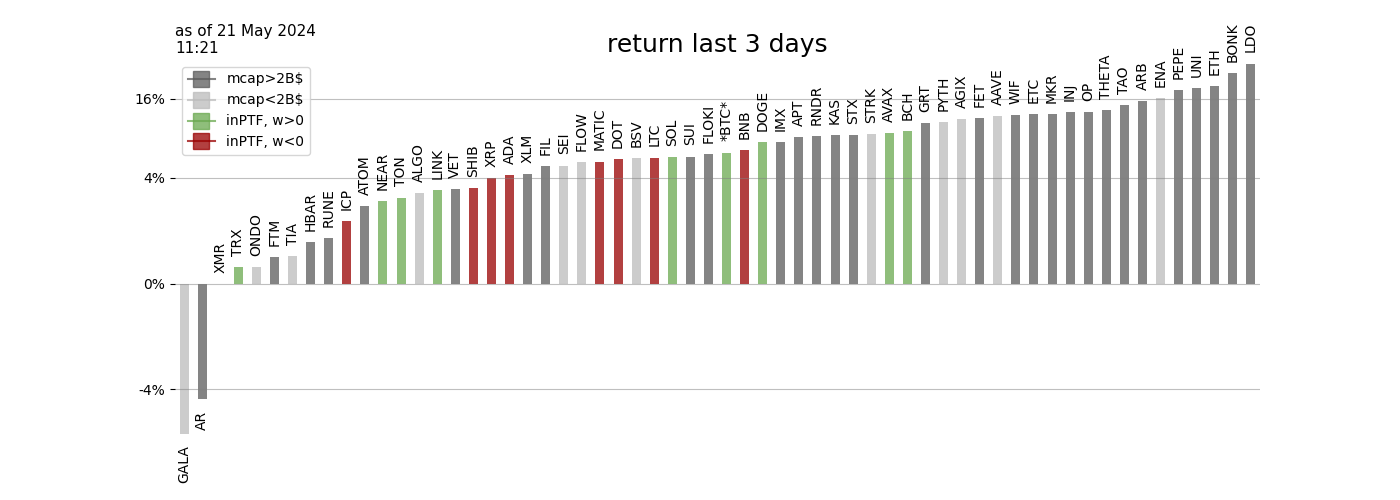 as of 21 May 2024
11:21
return last 3 days
mcap>2B$
mcap<2B$
inPTF, w>0
inPTF, w<0
16%
4%
0%
-4%
GALA
AR
XMR
TRX
ONDO
FTM
TIA
HBAR
RUNE
ICP
ATOM
NEAR
TON
ALGO
LINK
VET
SHIB
XRP
ADA
XLM
FIL
SEI
FLOW
MATIC
DOT
BSV
LTC
SOL
SUI
FLOKI
*BTC*
BNB
DOGE
IMX
APT
RNDR
KAS
STX
STRK
AVAX
BCH
GRT
PYTH
AGIX
FET
AAVE
WIF
ETC
MKR
INJ
OP
THETA
TAO
ARB
ENA
PEPE
UNI
ETH
BONK
LDO